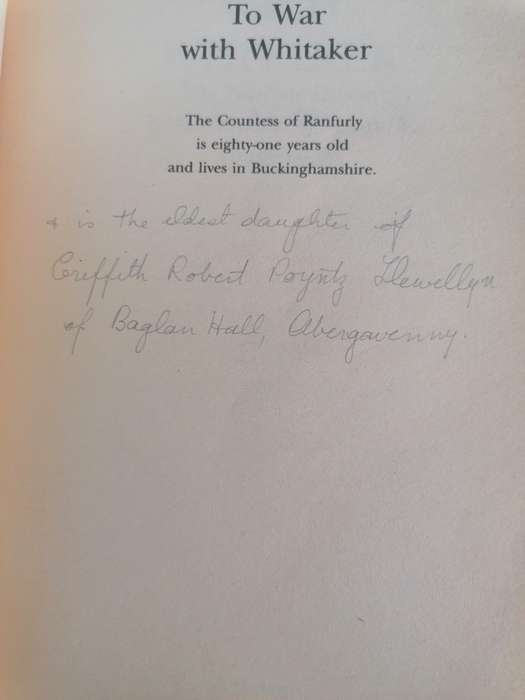 To War
with Whitaker
The Countess of Ranfurly
is eighty-one years old
and lives in Buckinghamshire.
& is the eldest daughter of
Griffith Robert Poyntz Llewellyn
of Baglan Hall, Abergavenny.